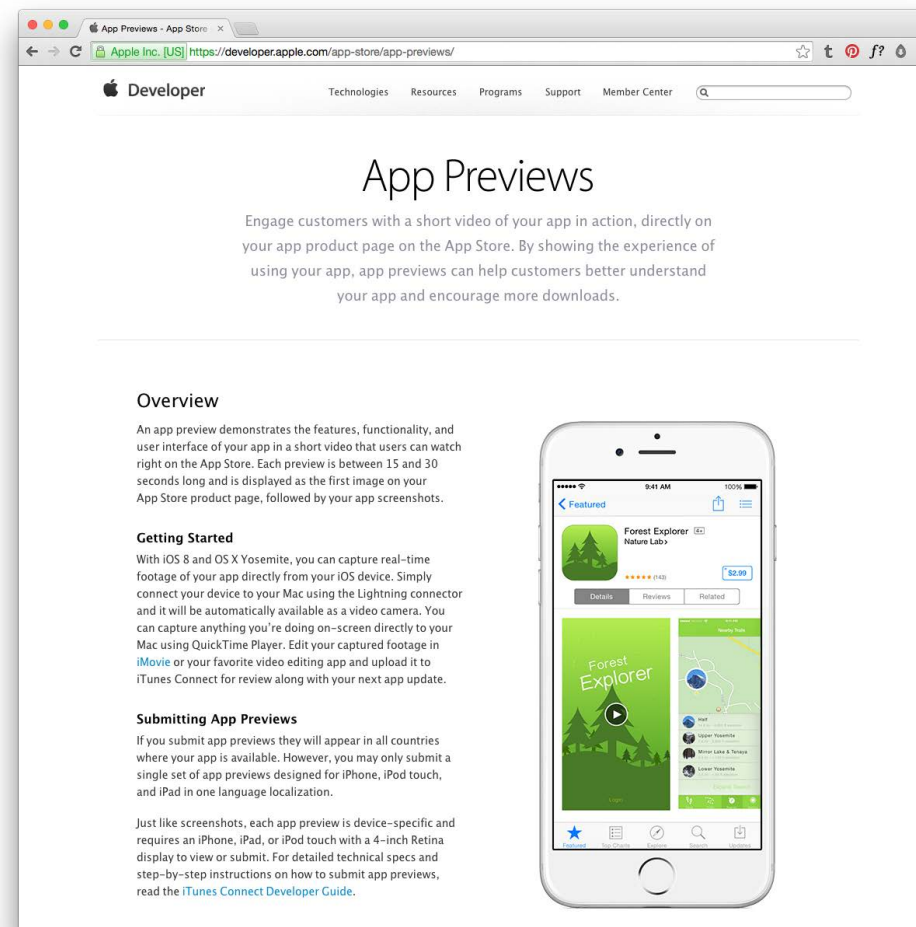 App Previews - App Store
Apple Inc. [US] https://developer.apple.com/app-store/app-previews/
t f?
Developer
Technologies Resources Programs Support Member Center
App Previews
Engage customers with a short video of your app in action, directly on
your app product page on the App Store. By showing the experience of
using your app, app previews can help customers better understand
your app and encourage more downloads.
Overview
An app preview demonstrates the features, functionality, and
user interface of your app in a short video that users can watch
right on the App Store. Each preview is between 15 and 30
seconds long and is displayed as the first image on your
App Store product page, followed by your app screenshots.
Getting Started
With iOS 8 and OS X Yosemite, you can capture real-time
footage of your app directly from your iOS device. Simply
connect your device to your Mac using the Lightning connector
and it will be automatically available as a video camera. You
can capture anything you're doing on-screen directly to your
Mac using QuickTime Player. Edit your captured footage in
iMovie or your favorite video editing app and upload it to
iTunes Connect for review along with your next app update.
Submitting App Previews
If you submit app previews they will appear in all countries
where your app is available. However, you may only submit a
single set of app previews designed for iPhone, iPod touch,
and iPad in one language localization.
Just like screenshots, each app preview is device-specific and
requires an iPhone, iPad, or iPod touch with a 4-inch Retina
display to view or submit. For detailed technical specs and
step-by-step instructions on how to submit app previews,
read the iTunes Connect Developer Guide.
9:41 AM 100%
Featured
Forest Explorer 4+
Nature Lab
(143)
$2.99
Details Reviews Related
Forest
Explorer
Login
Nearby Trails
Half
Upper Yosemite
Mirror Lake & Tenaya
Lower Yosemite
Featured Top Charts Explore Search Updates